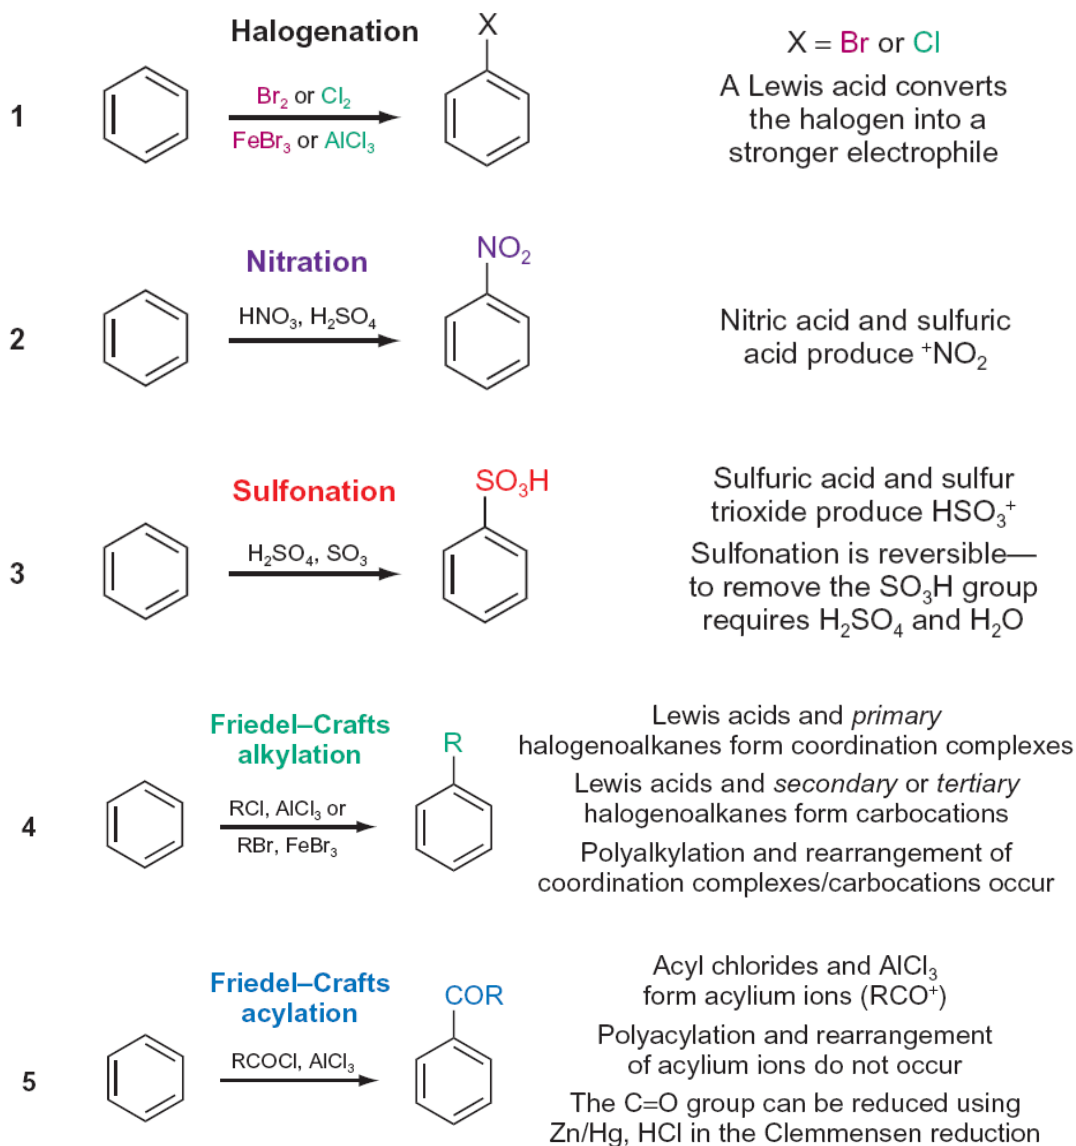 Halogenation
X
X = Br or Cl
1
Br₂ or Cl₂
FeBr₃ or AlCl₃
A Lewis acid converts
the halogen into a
stronger electrophile
Nitration
NO₂
2
HNO₃, H₂SO₄
Nitric acid and sulfuric
acid produce ⁺NO₂
Sulfonation
SO₃H
3
H₂SO₄, SO₃
Sulfuric acid and sulfur
trioxide produce HSO₃⁺
Sulfonation is reversible—
to remove the SO₃H group
requires H₂SO₄ and H₂O
Friedel–Crafts
alkylation
R
4
RCl, AlCl₃ or
RBr, FeBr₃
Lewis acids and primary
halogenoalkanes form coordination complexes
Lewis acids and secondary or tertiary
halogenoalkanes form carbocations
Polyalkylation and rearrangement of
coordination complexes/carbocations occur
Friedel–Crafts
acylation
COR
5
RCOCl, AlCl₃
Acyl chlorides and AlCl₃
form acylium ions (RCO⁺)
Polyacylation and rearrangement
of acylium ions do not occur
The C=O group can be reduced using
Zn/Hg, HCl in the Clemmensen reduction